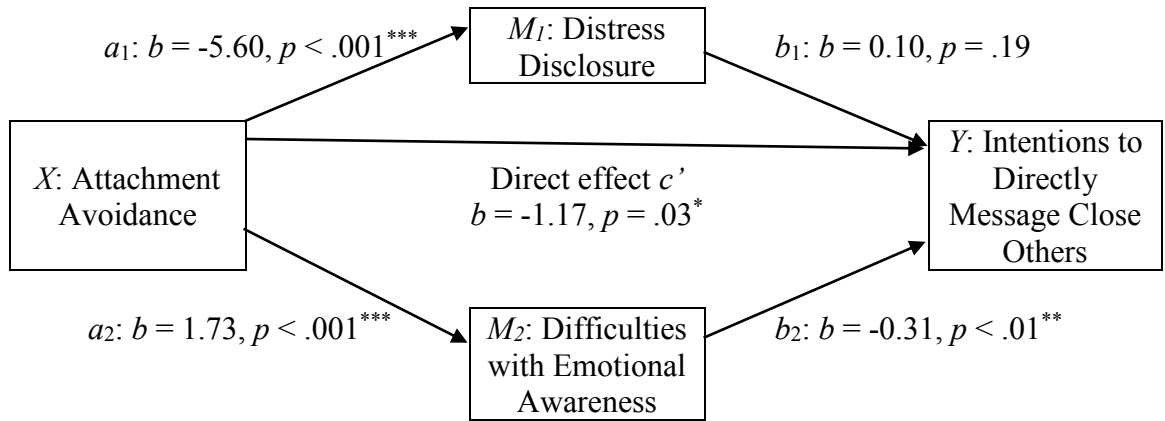 a1: b = -5.60, p < .001***
M1: Distress
Disclosure
b1: b = 0.10, p = .19
X: Attachment
Avoidance
Direct effect c’
b = -1.17, p = .03*
Y: Intentions to
Directly
Message Close
Others
a2: b = 1.73, p < .001***
M2: Difficulties
with Emotional
Awareness
b2: b = -0.31, p < .01**